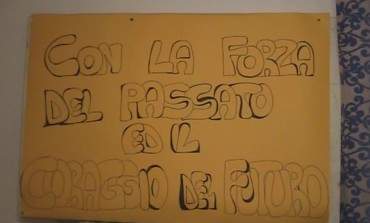 CON LA FORZA
DEL PASSATO
ED IL
CORAGGIO DEL FUTURO